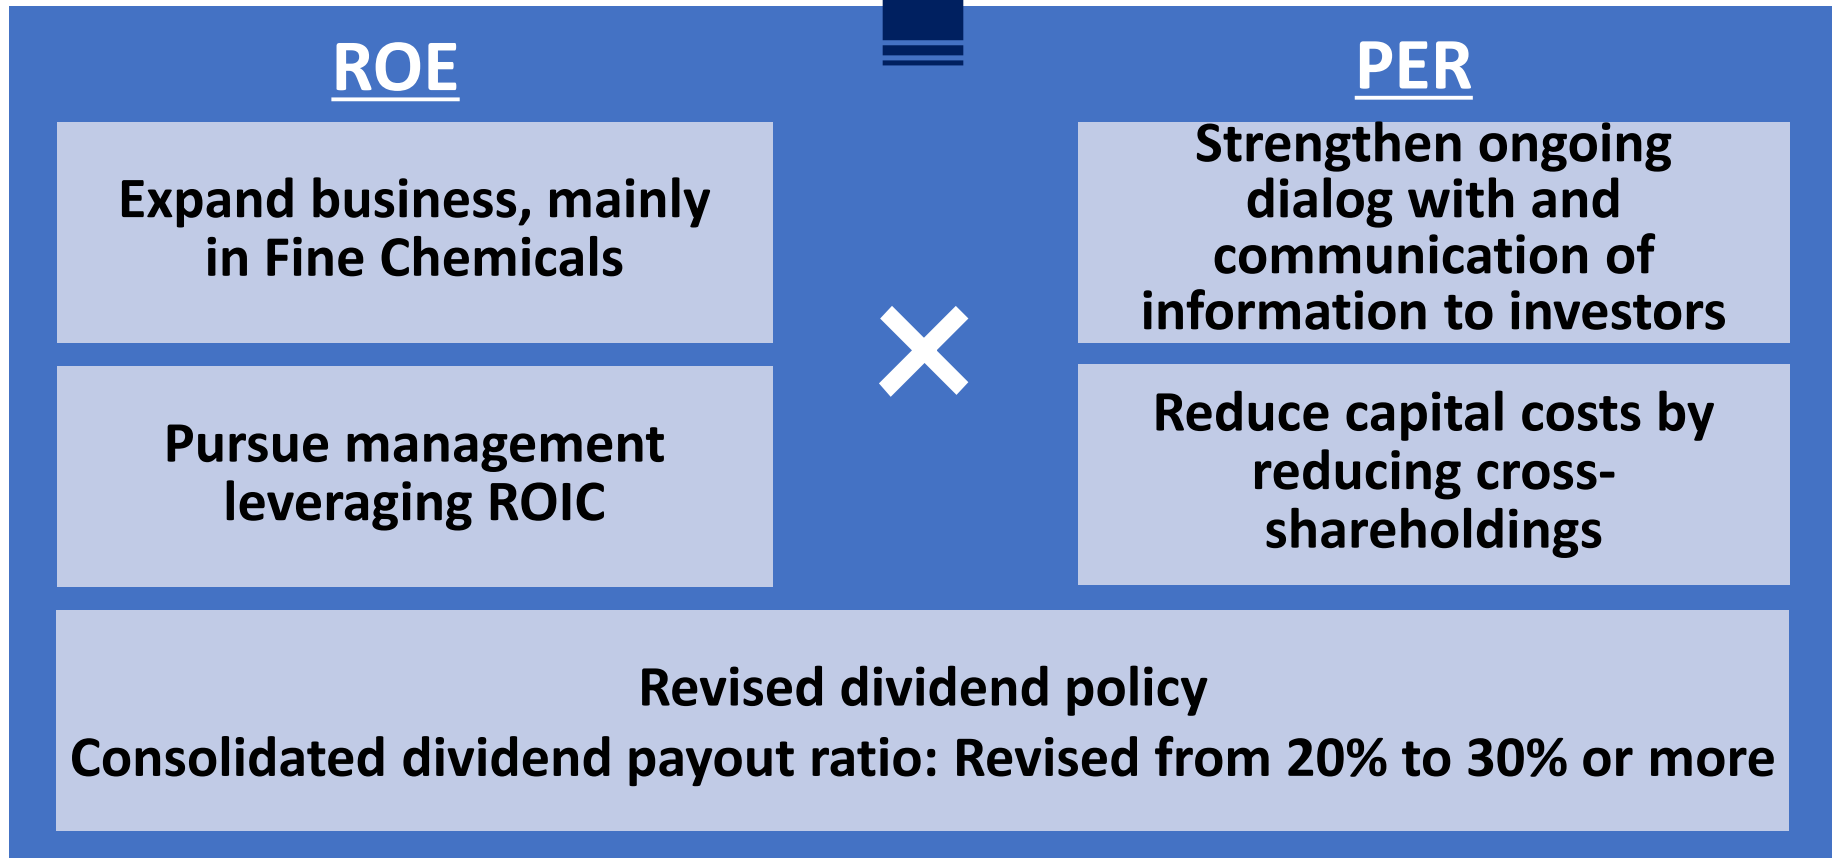 ROE
Expand business, mainly
in Fine Chemicals
Pursue management
leveraging ROIC
×
PER
Strengthen ongoing
dialog with and
communication of
information to investors
Reduce capital costs by
reducing cross-
shareholdings
Revised dividend policy
Consolidated dividend payout ratio: Revised from 20% to 30% or more